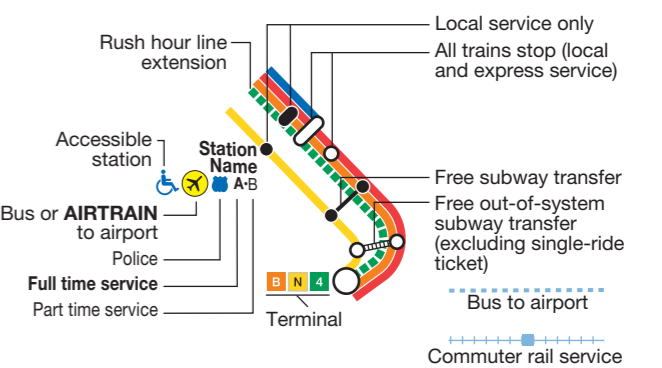 Local service only
All trains stop (local
and express service)
Rush hour line
extension
Accessible
station
Station
Name
A•B
Bus or AIRTRAIN
to airport
Police
Full time service
Part time service
Free subway transfer
Free out-of-system
subway transfer
(excluding single-ride
ticket)
B N 4
Terminal
Bus to airport
Commuter rail service